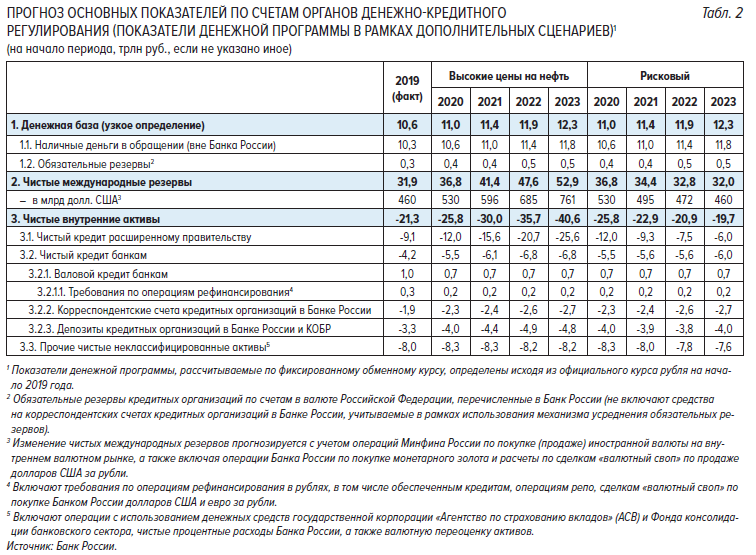 ПРОГНОЗ ОСНОВНЫХ ПОКАЗАТЕЛЕЙ ПО СЧЕТАМ ОРГАНОВ ДЕНЕЖНО-КРЕДИТНОГО Табл. 2
РЕГУЛИРОВАНИЯ (ПОКАЗАТЕЛИ ДЕНЕЖНОЙ ПРОГРАММЫ В РАМКАХ ДОПОЛНИТЕЛЬНЫХ СЦЕНАРИЕВ)¹
(на начало периода, трлн руб., если не указано иное)
2019 (факт) Высокие цены на нефть Рисковый
2020 2021 2022 2023 2020 2021 2022 2023
1. Денежная база (узкое определение) 10,6 11,0 11,4 11,9 12,3 11,0 11,4 11,9 12,3
1.1. Наличные деньги в обращении (вне Банка России) 10,3 10,6 11,0 11,4 11,8 10,6 11,0 11,4 11,8
1.2. Обязательные резервы² 0,3 0,4 0,4 0,5 0,5 0,4 0,4 0,5 0,5
2. Чистые международные резервы 31,9 36,8 41,4 47,6 52,9 36,8 34,4 32,8 32,0
– в млрд долл. США³ 460 530 596 685 761 530 495 472 460
3. Чистые внутренние активы -21,3 -25,8 -30,0 -35,7 -40,6 -25,8 -22,9 -20,9 -19,7
3.1. Чистый кредит расширенному правительству -9,1 -12,0 -15,6 -20,7 -25,6 -12,0 -9,3 -7,5 -6,0
3.2. Чистый кредит банкам -4,2 -5,5 -6,1 -6,8 -6,8 -5,5 -5,6 -5,6 -6,0
3.2.1. Валовой кредит банкам 1,0 0,7 0,7 0,7 0,7 0,7 0,7 0,7 0,7
3.2.1.1. Требования по операциям рефинансирования⁴ 0,3 0,2 0,2 0,2 0,2 0,2 0,2 0,2 0,2
3.2.2. Корреспондентские счета кредитных организаций в Банке России -1,9 -2,3 -2,4 -2,6 -2,7 -2,3 -2,4 -2,6 -2,7
3.2.3. Депозиты кредитных организаций в Банке России и КОБР -3,3 -4,0 -4,4 -4,9 -4,8 -4,0 -3,9 -3,8 -4,0
3.3. Прочие чистые неклассифицированные активы⁵ -8,0 -8,3 -8,3 -8,2 -8,2 -8,3 -8,0 -7,8 -7,6
¹ Показатели денежной программы, рассчитываемые по фиксированному обменному курсу, определены исходя из официального курса рубля на нача-
ло 2019 года.
² Обязательные резервы кредитных организаций по счетам в валюте Российской Федерации, перечисленные в Банк России (не включают средства
на корреспондентских счетах кредитных организаций в Банке России, учитываемые в рамках использования механизма усреднения обязательных ре-
зервов).
³ Изменение чистых международных резервов прогнозируется с учетом операций Минфина России по покупке (продаже) иностранной валюты на вну-
треннем валютном рынке, а также включая операции Банка России по покупке монетарного золота и расчеты по сделкам «валютный своп» по продаже
долларов США за рубли.
⁴ Включают требования по операциям рефинансирования в рублях, в том числе обеспеченным кредитам, операциям репо, сделкам «валютный своп» по
покупке Банком России долларов США и евро за рубли.
⁵ Включают операции с использованием денежных средств государственной корпорации «Агентство по страхованию вкладов» (АСВ) и Фонда консолида-
ции банковского сектора, чистые процентные расходы Банка России, а также валютную переоценку активов.
Источник: Банк России.